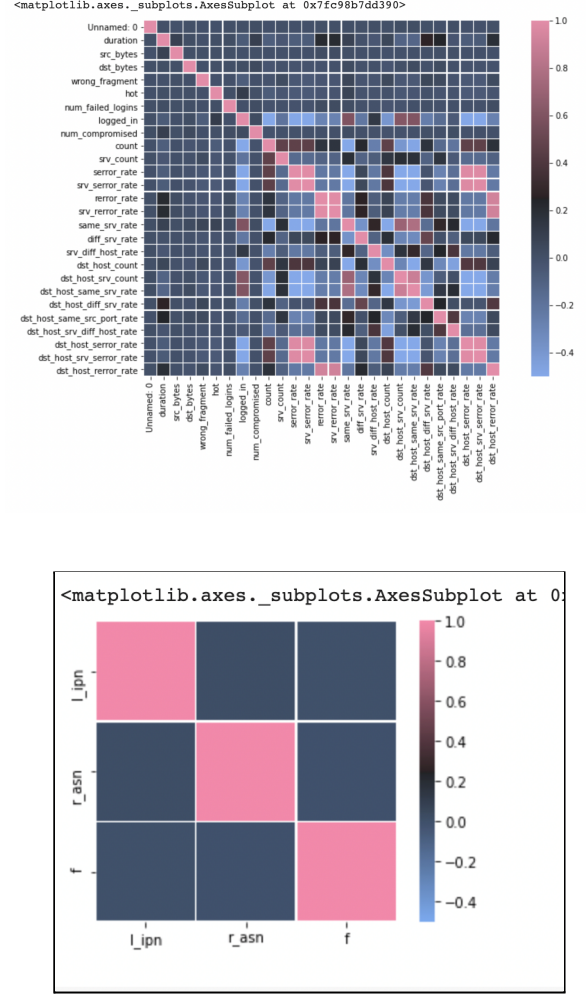 <matplotlib.axes._subplots.AxesSubplot at 0x7fc98b7dd390>
Unnamed: 0
duration
src_bytes
dst_bytes
wrong_fragment
hot
num_failed_logins
logged_in
num_compromised
count
srv_count
serror_rate
srv_serror_rate
rerror_rate
srv_rerror_rate
same_srv_rate
diff_srv_rate
srv_diff_host_rate
dst_host_count
dst_host_srv_count
dst_host_same_srv_rate
dst_host_diff_srv_rate
dst_host_same_src_port_rate
dst_host_srv_diff_host_rate
dst_host_serror_rate
dst_host_srv_serror_rate
dst_host_rerror_rate
Unnamed: 0
duration
src_bytes
dst_bytes
wrong_fragment
hot
num_failed_logins
logged_in
num_compromised
count
srv_count
serror_rate
srv_serror_rate
rerror_rate
srv_rerror_rate
same_srv_rate
diff_srv_rate
srv_diff_host_rate
dst_host_count
dst_host_srv_count
dst_host_same_srv_rate
dst_host_diff_srv_rate
dst_host_same_src_port_rate
dst_host_srv_diff_host_rate
dst_host_serror_rate
dst_host_srv_serror_rate
dst_host_rerror_rate
1.0
0.8
0.6
0.4
0.2
0.0
−0.2
−0.4
<matplotlib.axes._subplots.AxesSubplot at 0x
l_ipn
r_asn
f
l_ipn
r_asn
f
1.0
0.8
0.6
0.4
0.2
0.0
−0.2
−0.4